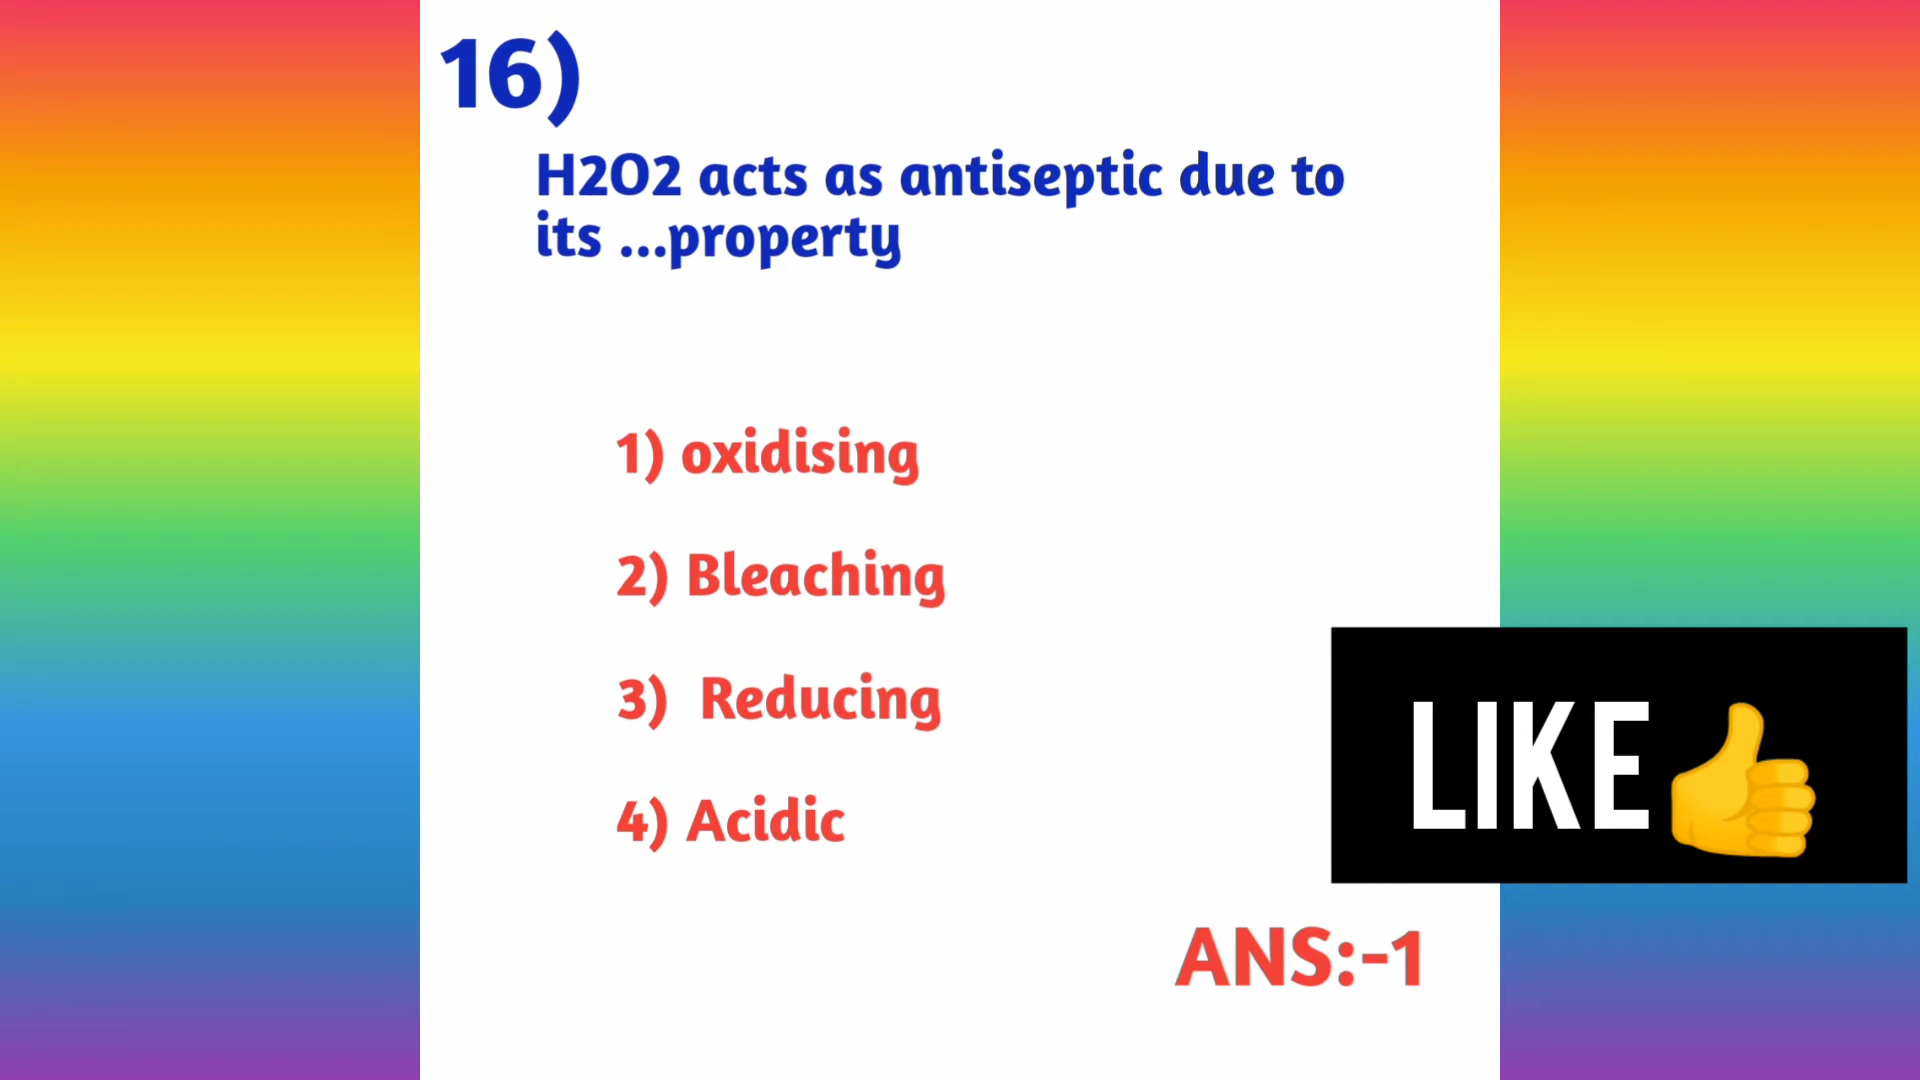 16)
H2O2 acts as antiseptic due to
its ...property
1) oxidising
2) Bleaching
3) Reducing
4) Acidic
LIKE👍
ANS:-1